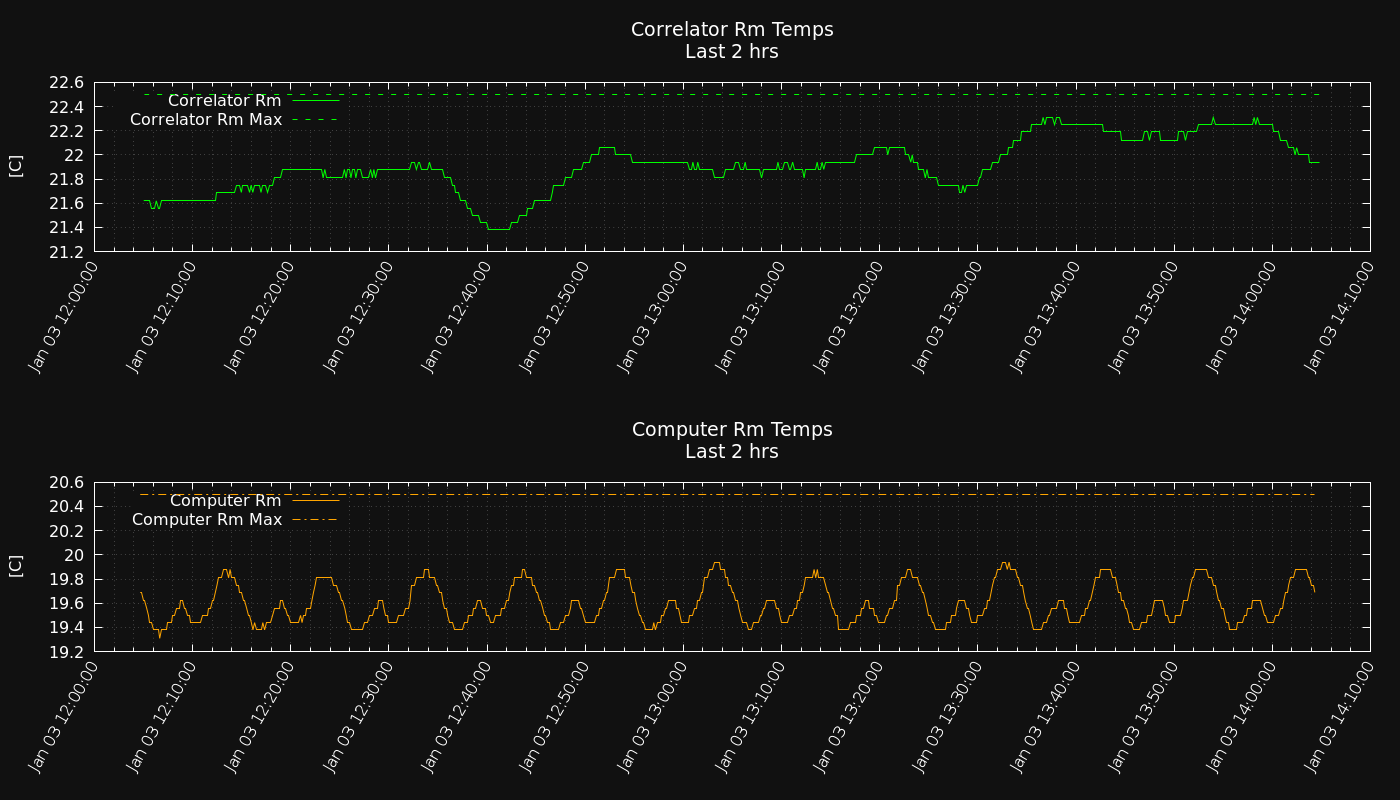 Correlator Rm Temps
Last 2 hrs
22.6
22.4
22.2
22
21.8
21.6
21.4
21.2
[C]
Correlator Rm
Correlator Rm Max
Jan 03 12:00:00
Jan 03 12:10:00
Jan 03 12:20:00
Jan 03 12:30:00
Jan 03 12:40:00
Jan 03 12:50:00
Jan 03 13:00:00
Jan 03 13:10:00
Jan 03 13:20:00
Jan 03 13:30:00
Jan 03 13:40:00
Jan 03 13:50:00
Jan 03 14:00:00
Jan 03 14:10:00
Computer Rm Temps
Last 2 hrs
20.6
20.4
20.2
20
19.8
19.6
19.4
19.2
[C]
Computer Rm
Computer Rm Max
Jan 03 12:00:00
Jan 03 12:10:00
Jan 03 12:20:00
Jan 03 12:30:00
Jan 03 12:40:00
Jan 03 12:50:00
Jan 03 13:00:00
Jan 03 13:10:00
Jan 03 13:20:00
Jan 03 13:30:00
Jan 03 13:40:00
Jan 03 13:50:00
Jan 03 14:00:00
Jan 03 14:10:00